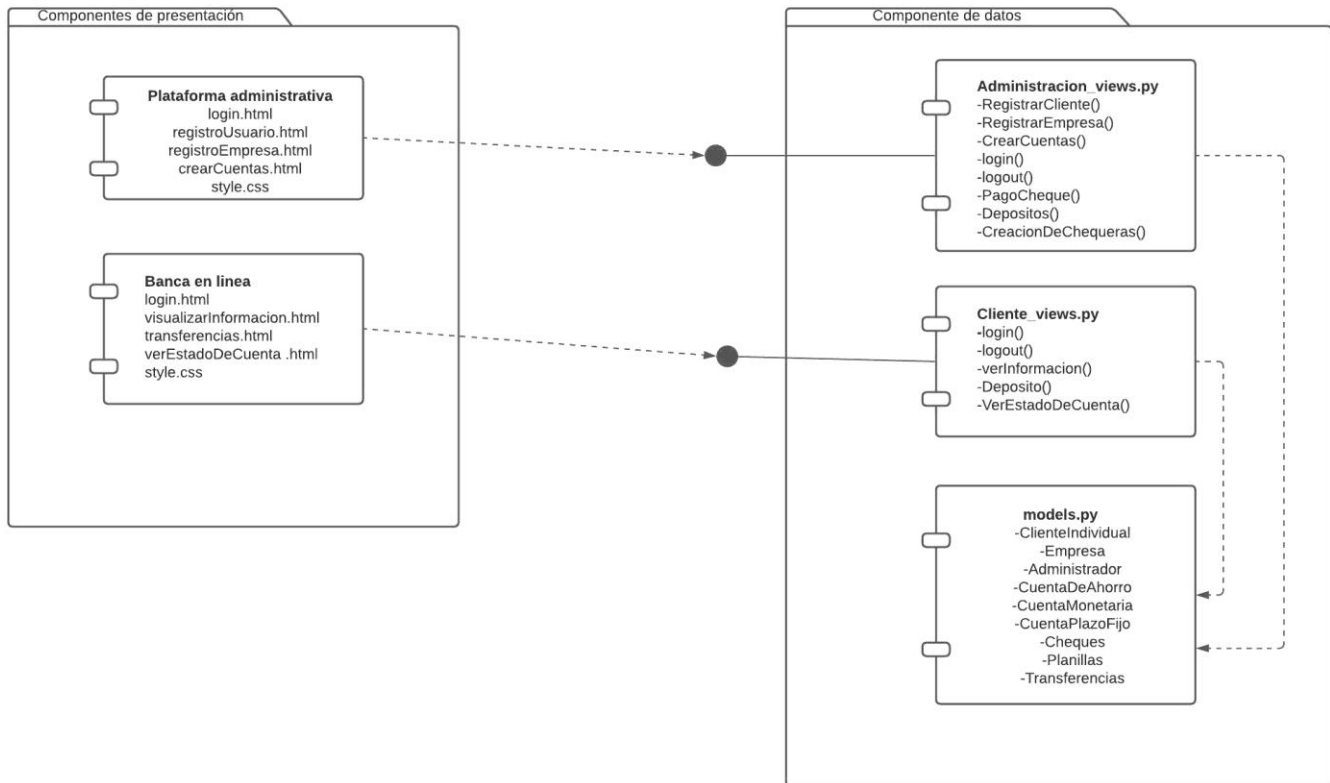 Componentes de presentación
Plataforma administrativa
login.html
registroUsuario.html
registroEmpresa.html
crearCuentas.html
style.css
Banca en linea
login.html
visualizarInformacion.html
transferencias.html
verEstadoDeCuenta .html
style.css
Componente de datos
Administracion_views.py
-RegistrarCliente()
-RegistrarEmpresa()
-CrearCuentas()
-login()
-logout()
-PagoCheque()
-Depositos()
-CreacionDeChequeras()
Cliente_views.py
-login()
-logout()
-verInformacion()
-Deposito()
-VerEstadoDeCuenta()
models.py
-ClienteIndividual
-Empresa
-Administrador
-CuentaDeAhorro
-CuentaMonetaria
-CuentaPlazoFijo
-Cheques
-Planillas
-Transferencias